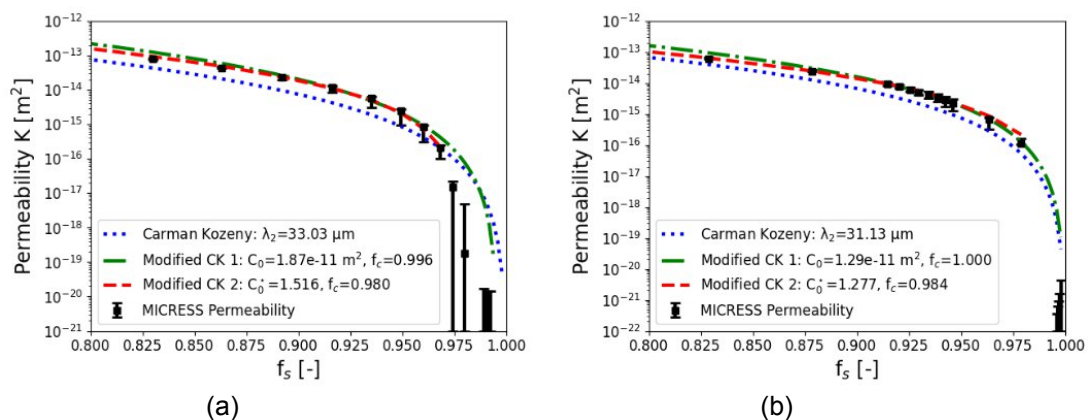 10⁻¹²
10⁻¹³
10⁻¹⁴
10⁻¹⁵
10⁻¹⁶
10⁻¹⁷
10⁻¹⁸
10⁻¹⁹
10⁻²⁰
10⁻²¹
Permeability K [m²]
Carman Kozeny: λ₂=33.03 μm
Modified CK 1: C₀=1.87e-11 m², f_c=0.996
Modified CK 2: C₀*=1.516, f_c=0.980
MICRESS Permeability
0.800 0.825 0.850 0.875 0.900 0.925 0.950 0.975 1.000
f_s [-]
(a)
10⁻¹²
10⁻¹³
10⁻¹⁴
10⁻¹⁵
10⁻¹⁶
10⁻¹⁷
10⁻¹⁸
10⁻¹⁹
10⁻²⁰
10⁻²¹
10⁻²²
Permeability K [m²]
Carman Kozeny: λ₂=31.13 μm
Modified CK 1: C₀=1.29e-11 m², f_c=1.000
Modified CK 2: C₀*=1.277, f_c=0.984
MICRESS Permeability
0.800 0.825 0.850 0.875 0.900 0.925 0.950 0.975 1.000
f_s [-]
(b)